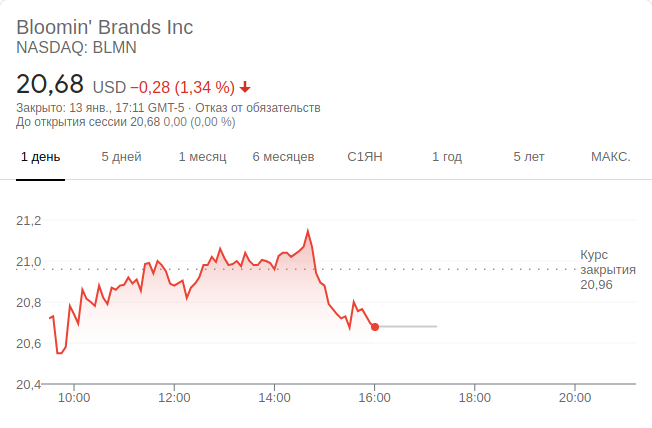 Bloomin' Brands Inc
NASDAQ: BLMN
20,68 USD −0,28 (1,34 %)
Закрыто: 13 янв., 17:11 GMT-5 · Отказ от обязательств
До открытия сессии 20,68 0,00 (0,00 %)
1 день 5 дней 1 месяц 6 месяцев С1ЯН 1 год 5 лет МАКС.
21,2
21,0
20,8
20,6
20,4
Курс
закрытия
20,96
10:00 12:00 14:00 16:00 18:00 20:00